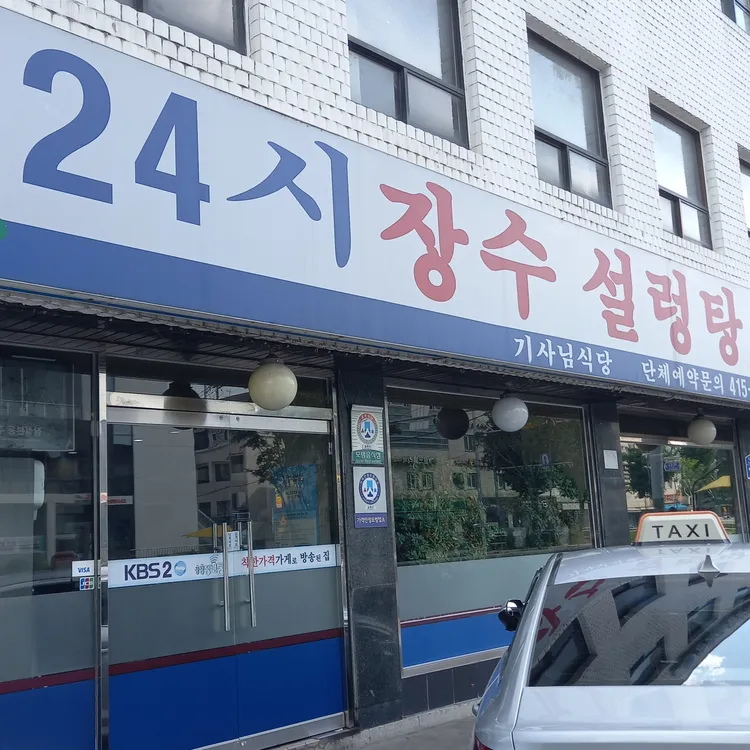 24시 장수 설렁탕
기사님식당 단체예약문의 415-
모범음식점
VISA
JCB
KBS2
착한가격가게로 방송된 집
TAXI